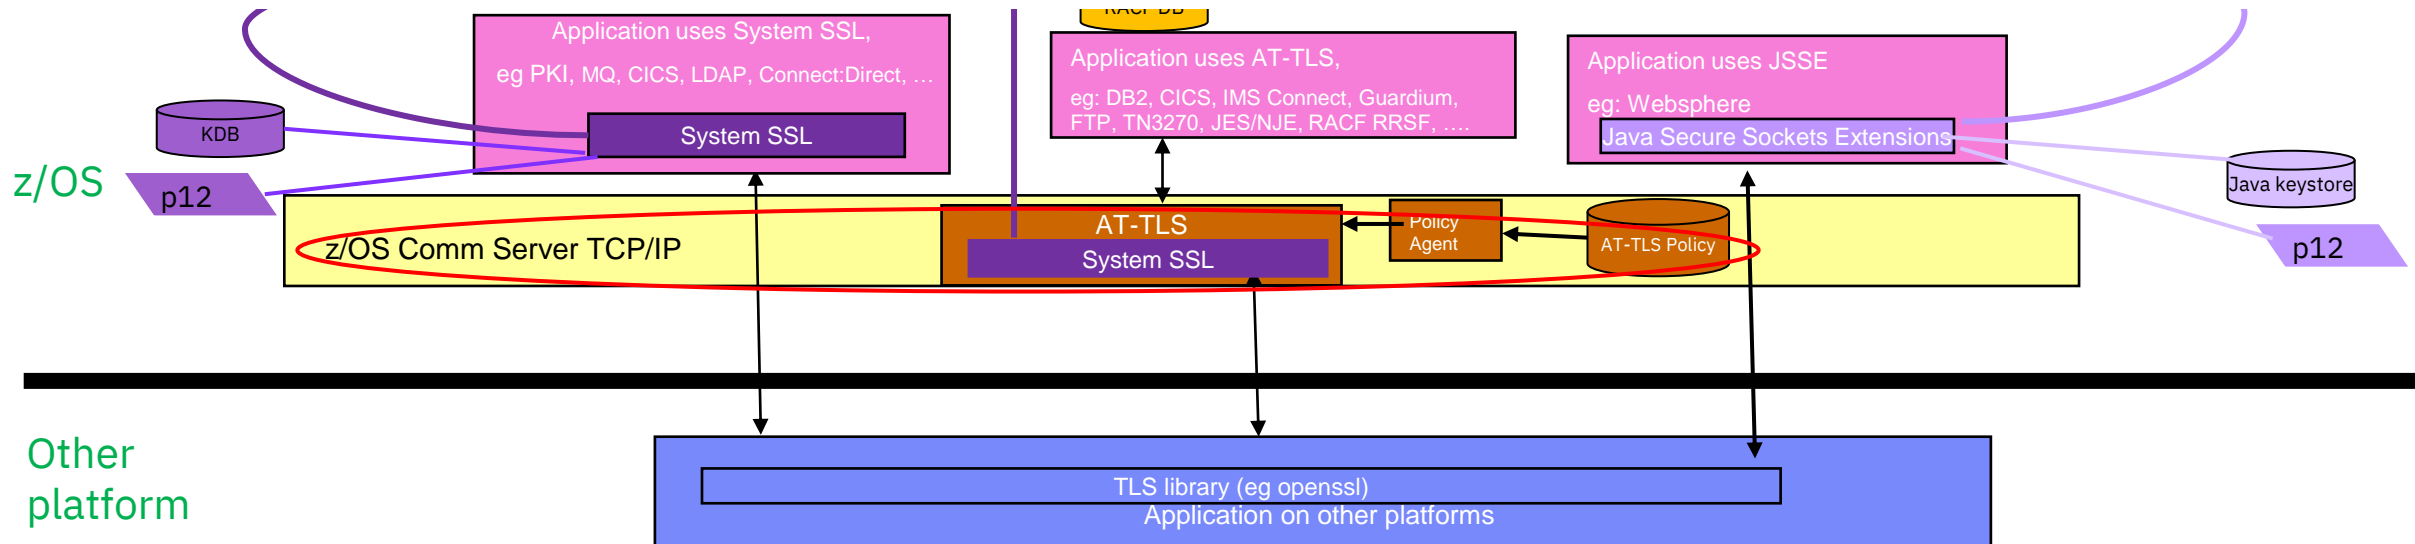 RACF DB
Application uses System SSL,
eg PKI, MQ, CICS, LDAP, Connect:Direct, …
System SSL
KDB
p12
z/OS
Application uses AT-TLS,
eg: DB2, CICS, IMS Connect, Guardium,
FTP, TN3270, JES/NJE, RACF RRSF, ….
Application uses JSSE
eg: Websphere
Java Secure Sockets Extensions
Java keystore
p12
z/OS Comm Server TCP/IP
AT-TLS
System SSL
Policy
Agent
AT-TLS Policy
Other
platform
TLS library (eg openssl)
Application on other platforms